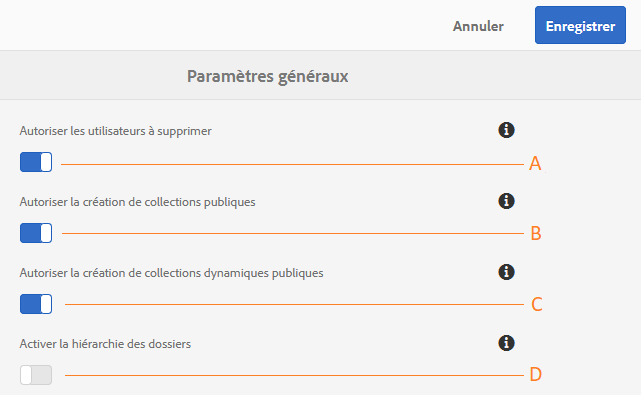 Annuler Enregistrer
Paramètres généraux
Autoriser les utilisateurs à supprimer
A
Autoriser la création de collections publiques
B
Autoriser la création de collections dynamiques publiques
C
Activer la hiérarchie des dossiers
D